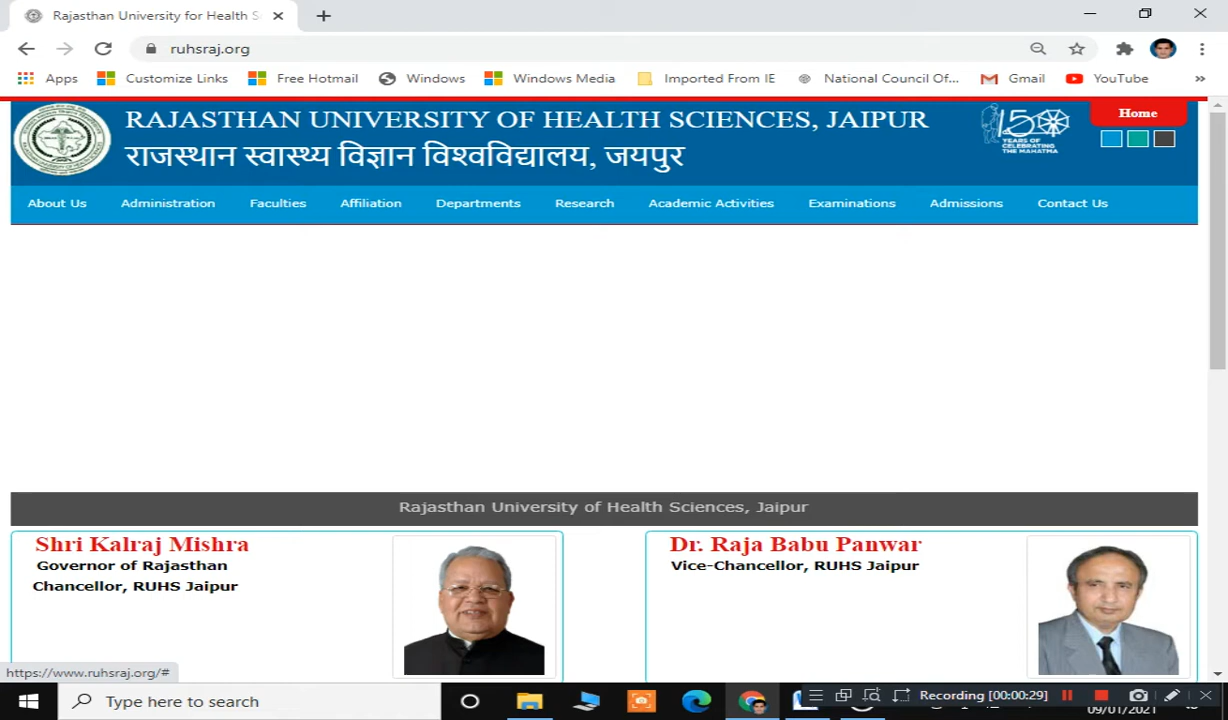 Rajasthan University for Health S
ruhsraj.org
Apps
Customize Links
Free Hotmail
Windows
Windows Media
Imported From IE
National Council Of...
Gmail
YouTube
RAJASTHAN UNIVERSITY OF HEALTH SCIENCES, JAIPUR
राजस्थान स्वास्थ्य विज्ञान विश्वविद्यालय, जयपुर
150
YEARS OF
CELEBRATING
THE MAHATMA
Home
About Us
Administration
Faculties
Affiliation
Departments
Research
Academic Activities
Examinations
Admissions
Contact Us
Rajasthan University of Health Sciences, Jaipur
Shri Kalraj Mishra
Governor of Rajasthan
Chancellor, RUHS Jaipur
Dr. Raja Babu Panwar
Vice-Chancellor, RUHS Jaipur
https://www.ruhsraj.org/#
Type here to search
Recording [00:00:29]
09/01/2021